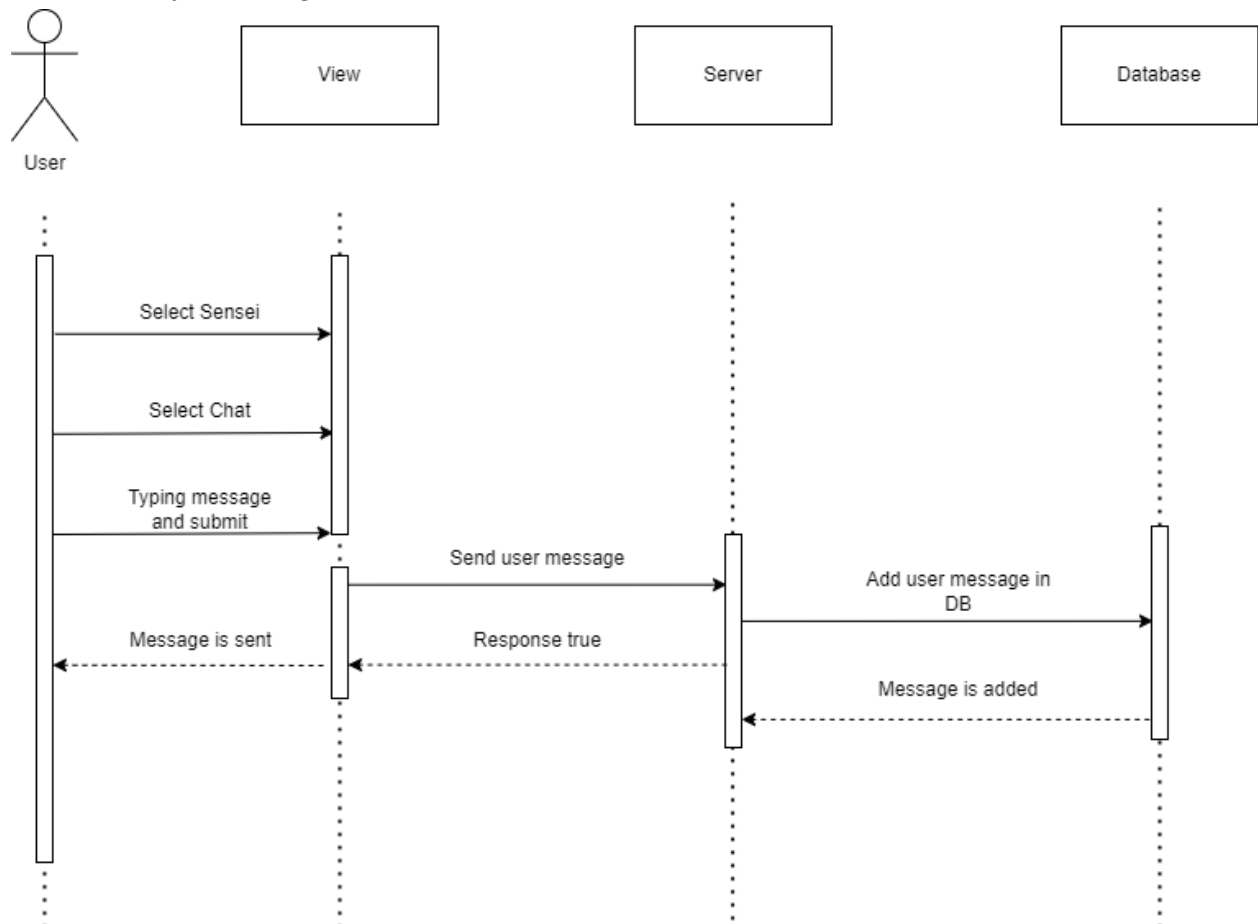 View
Server
Database
User
Select Sensei
Select Chat
Typing message
and submit
Send user message
Add user message in
DB
Message is sent
Response true
Message is added